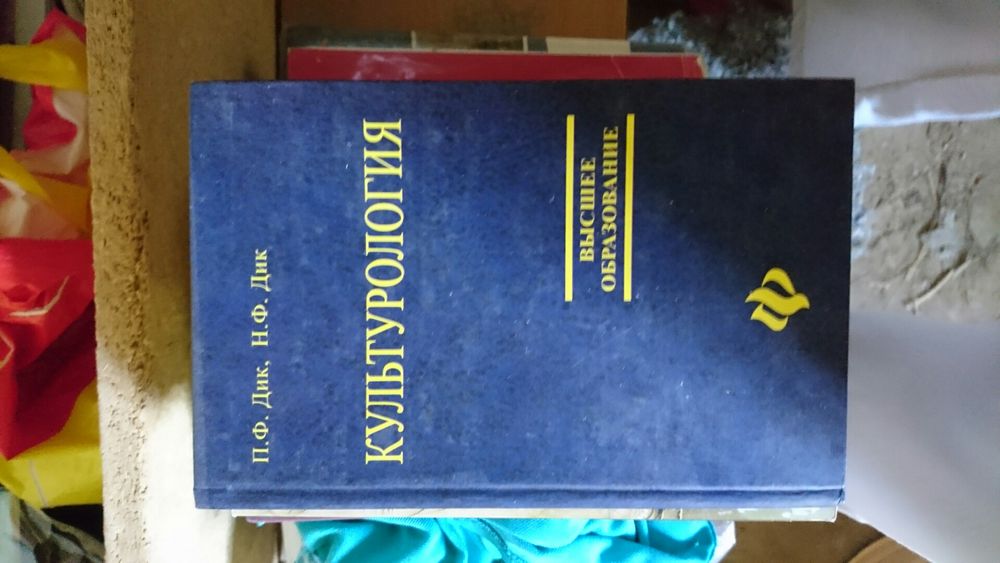 П.Ф. Дик, Н.Ф. Дик
КУЛЬТУРОЛОГИЯ
ВЫСШЕЕ
ОБРАЗОВАНИЕ